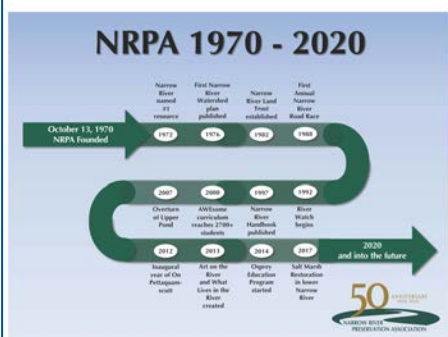 NRPA 1970 - 2020
Narrow
River
named
#1
resource
First Narrow
River
Watershed
plan
published
Narrow
River Land
Trust
established
First
Annual
Narrow
River
Road Race
October 13, 1970
NRPA Founded
1972
1976
1982
1988
2007
2000
1997
1992
Overturn
of Upper
Pond
AWEsome
curriculum
reaches 2700+
students
Narrow
River
Handbook
published
River
Watch
begins
2012
2013
2014
2017
2020
and into the future
Inaugural
year of On
Pettaquam-
scutt
Art on the
River
and What
Lives in the
River
created
Osprey
Education
Program
started
Salt Marsh
Restoration
in lower
Narrow
River
50 ANNIVERSARY
NARROW RIVER
PRESERVATION ASSOCIATION